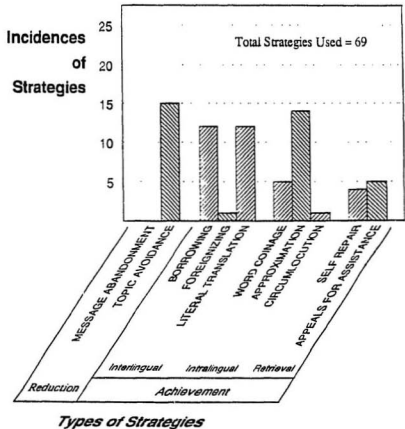 Incidences
of
Strategies
Total Strategies Used = 69
25
20
15
10
5
MESSAGE ABANDONMENT
TOPIC AVOIDANCE
BORROWING
FOREIGNIZING
LITERAL TRANSLATION
WORD COINAGE
APPROXIMATION
CIRCUMLOCUTION
SELF REPAIR
APPEALS FOR ASSISTANCE
Interlingual
Intralingual
Retrieval
Reduction
Achievement
Types of Strategies